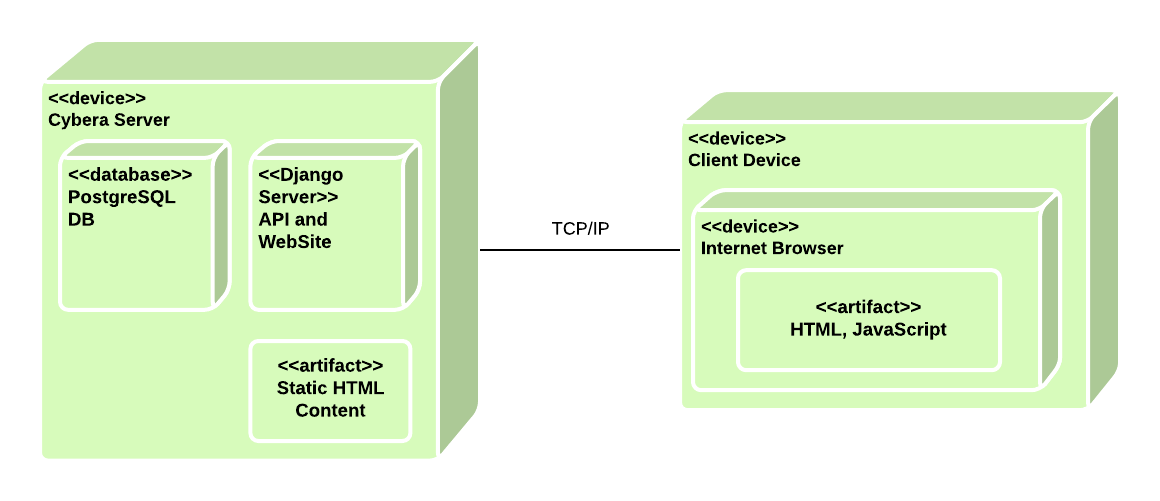 <<device>>
Cybera Server
<<database>>
PostgreSQL
DB
<<Django
Server>>
API and
WebSite
<<artifact>>
Static HTML
Content
TCP/IP
<<device>>
Client Device
<<device>>
Internet Browser
<<artifact>>
HTML, JavaScript